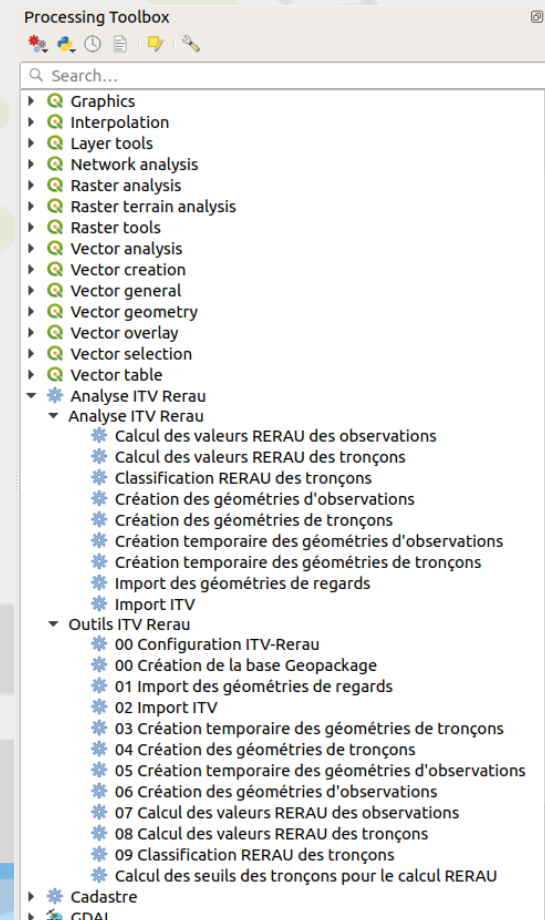 Processing Toolbox
Search...
Graphics
Interpolation
Layer tools
Network analysis
Raster analysis
Raster terrain analysis
Raster tools
Vector analysis
Vector creation
Vector general
Vector geometry
Vector overlay
Vector selection
Vector table
Analyse ITV Rerau
Analyse ITV Rerau
Calcul des valeurs RERAU des observations
Calcul des valeurs RERAU des tronçons
Classification RERAU des tronçons
Création des géométries d'observations
Création des géométries de tronçons
Création temporaire des géométries d'observations
Création temporaire des géométries de tronçons
Import des géométries de regards
Import ITV
Outils ITV Rerau
00 Configuration ITV-Rerau
00 Création de la base Geopackage
01 Import des géométries de regards
02 Import ITV
03 Création temporaire des géométries de tronçons
04 Création des géométries de tronçons
05 Création temporaire des géométries d'observations
06 Création des géométries d'observations
07 Calcul des valeurs RERAU des observations
08 Calcul des valeurs RERAU des tronçons
09 Classification RERAU des tronçons
Calcul des seuils des tronçons pour le calcul RERAU
Cadastre
GDAL